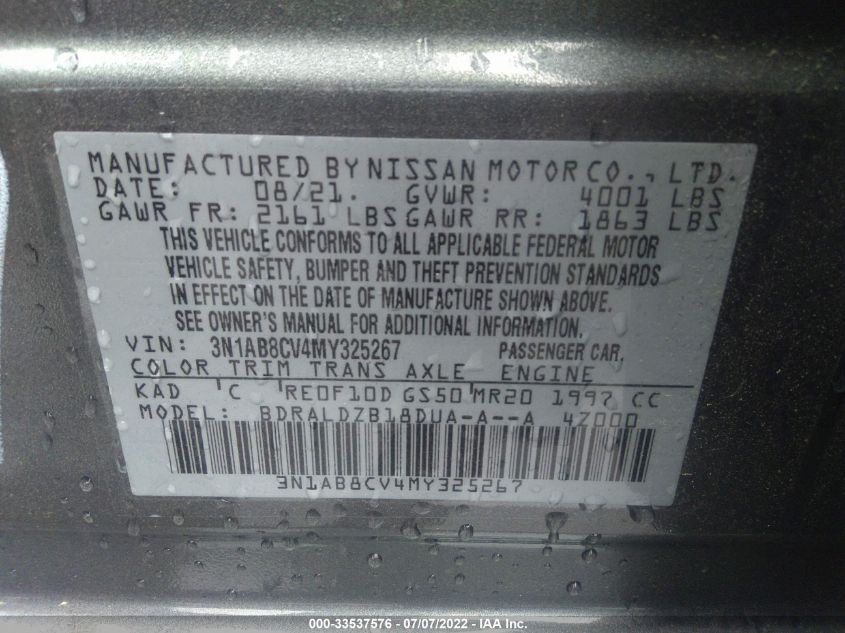 MANUFACTURED BY NISSAN MOTOR CO., LTD.
DATE: 08/21. GVWR: 4001 LBS
GAWR FR: 2161 LBS GAWR RR: 1863 LBS
THIS VEHICLE CONFORMS TO ALL APPLICABLE FEDERAL MOTOR
VEHICLE SAFETY, BUMPER AND THEFT PREVENTION STANDARDS
IN EFFECT ON THE DATE OF MANUFACTURE SHOWN ABOVE.
SEE OWNER'S MANUAL FOR ADDITIONAL INFORMATION.
VIN: 3N1AB8CV4MY325267 PASSENGER CAR.
COLOR TRIM TRANS AXLE ENGINE
KAD C RE0F10D GS50 MR20 1997 CC
MODEL: BDRALDZB18DUA-A--A 4Z000
3N1AB8CV4MY325267
000-33537576 - 07/07/2022 - IAA Inc.